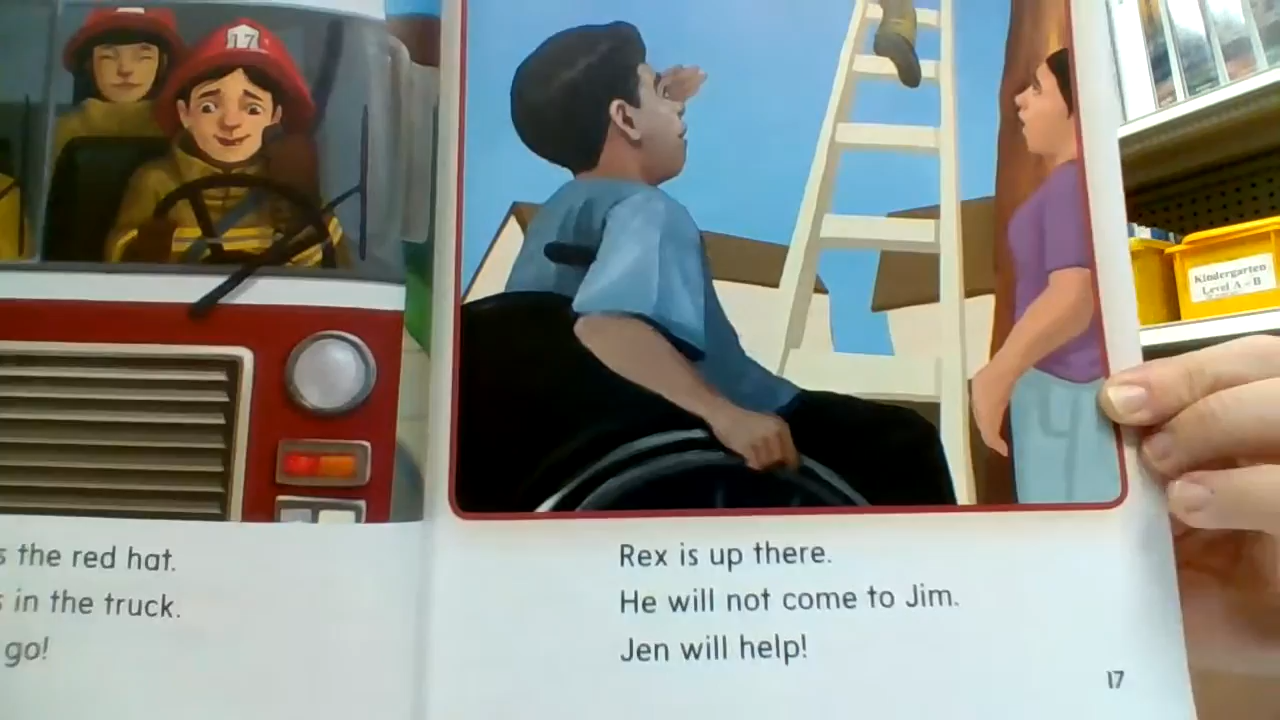 17
s the red hat.
s in the truck.
go!
Rex is up there.
He will not come to Jim.
Jen will help!
17
Kindergarten
Level A - B